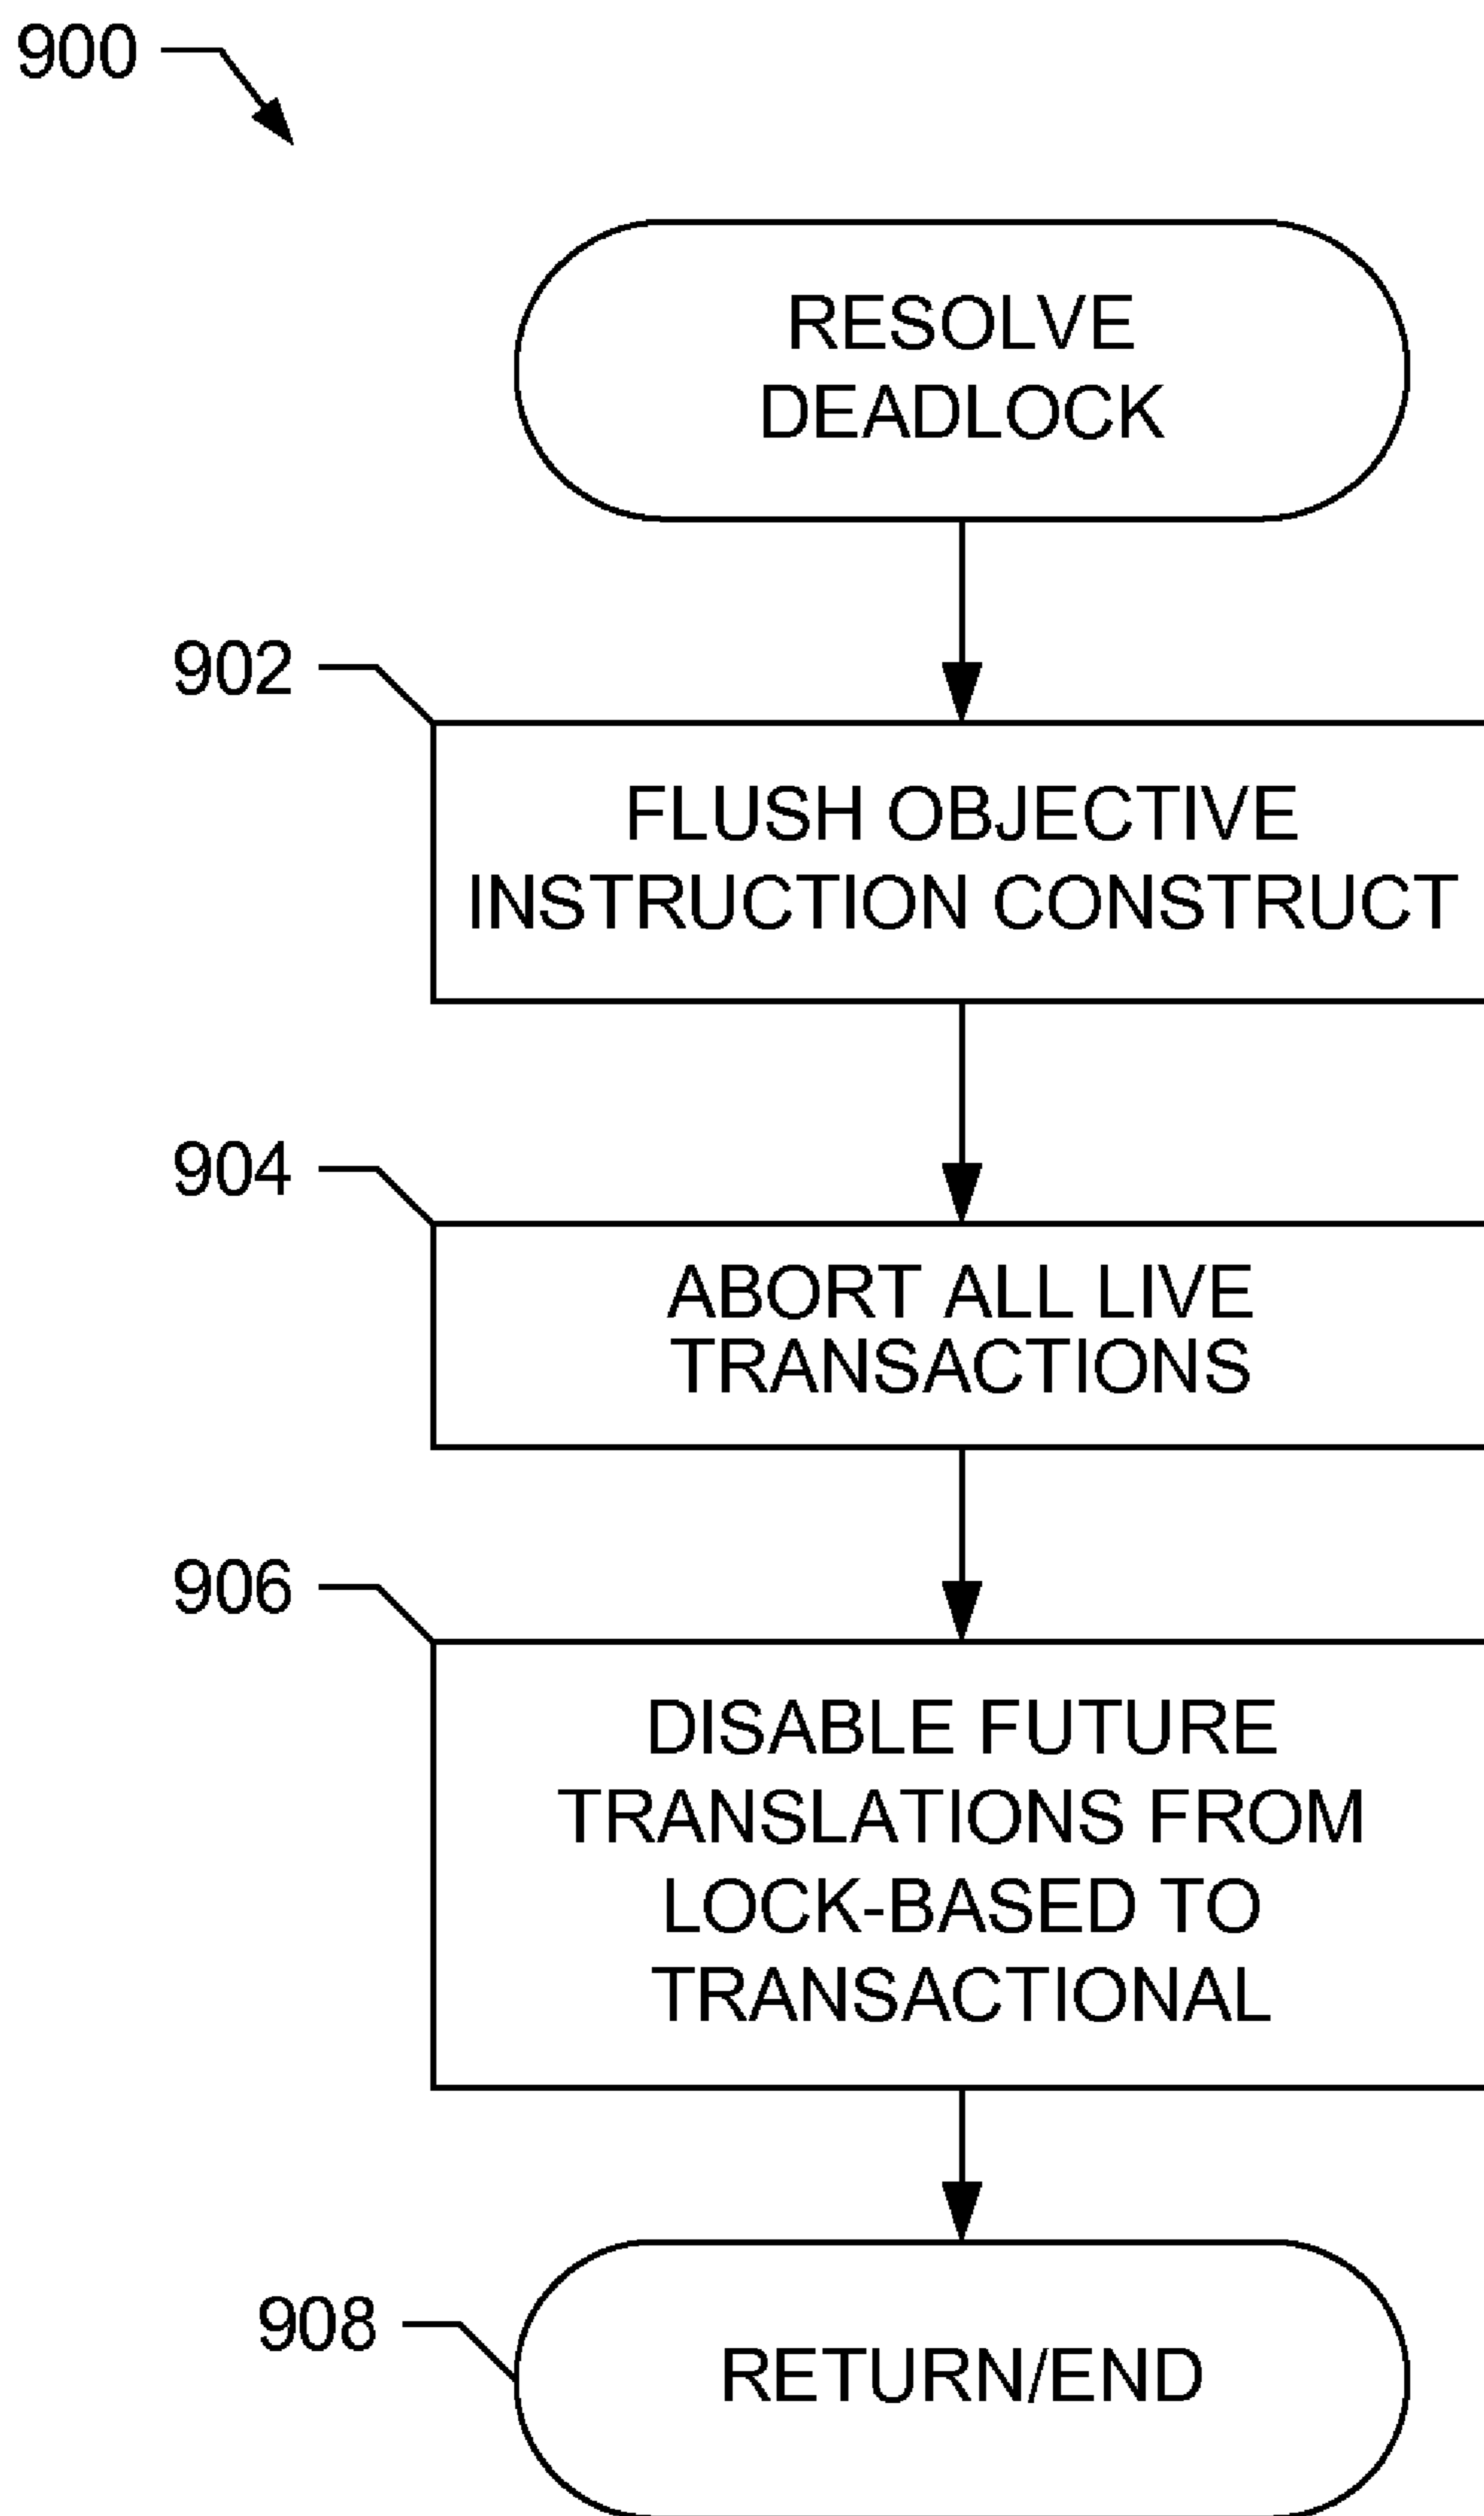 900
RESOLVE
DEADLOCK
902
FLUSH OBJECTIVE
INSTRUCTION CONSTRUCT
904
ABORT ALL LIVE
TRANSACTIONS
906
DISABLE FUTURE
TRANSLATIONS FROM
LOCK-BASED TO
TRANSACTIONAL
908
RETURN/END